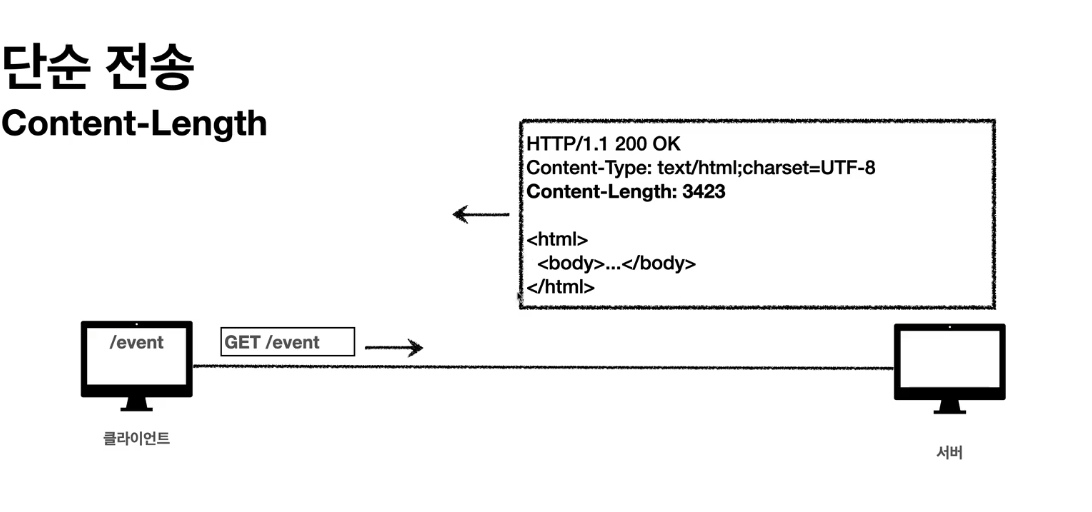 단순 전송
Content-Length
HTTP/1.1 200 OK
Content-Type: text/html;charset=UTF-8
Content-Length: 3423
<html>
<body>...</body>
</html>
/event
GET /event
클라이언트
서버